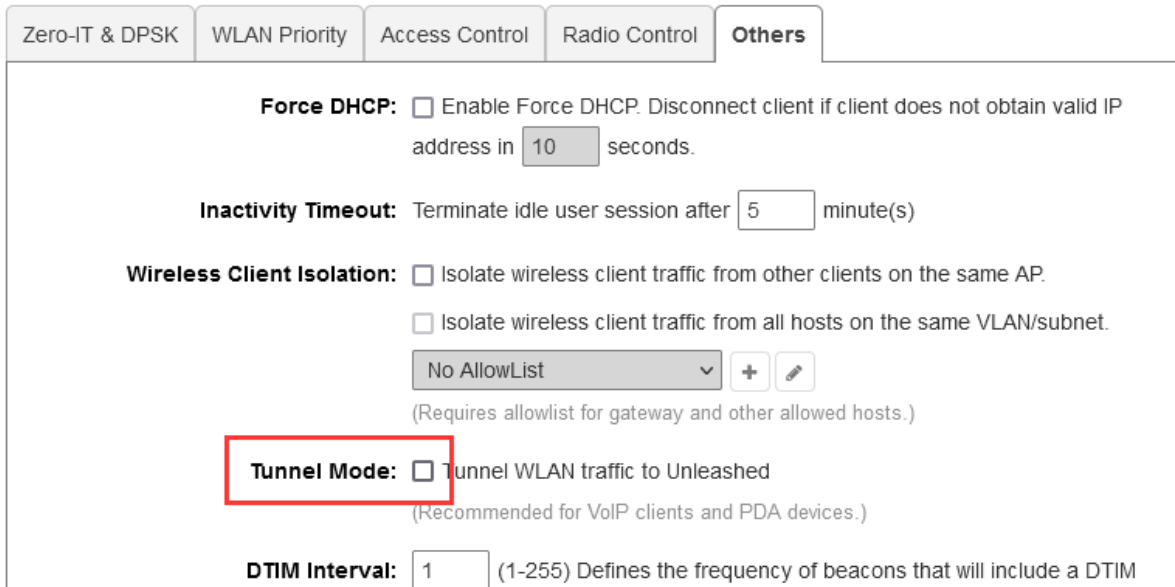 Zero-IT & DPSK WLAN Priority Access Control Radio Control Others
Force DHCP: Enable Force DHCP. Disconnect client if client does not obtain valid IP
address in 10 seconds.
Inactivity Timeout: Terminate idle user session after 5 minute(s)
Wireless Client Isolation: Isolate wireless client traffic from other clients on the same AP.
Isolate wireless client traffic from all hosts on the same VLAN/subnet.
No AllowList
(Requires allowlist for gateway and other allowed hosts.)
Tunnel Mode: Tunnel WLAN traffic to Unleashed
(Recommended for VoIP clients and PDA devices.)
DTIM Interval: 1 (1-255) Defines the frequency of beacons that will include a DTIM